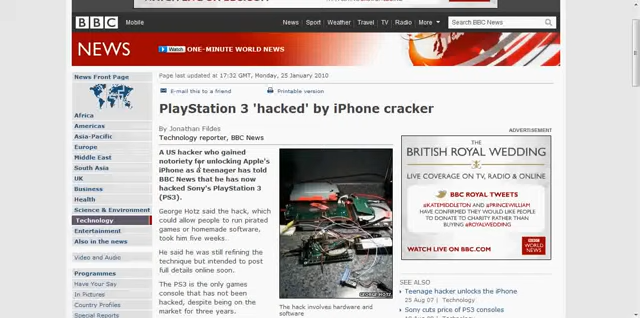 BBC Mobile News Sport Weather Travel TV Radio More Search BBC News
NEWS Watch ONE-MINUTE WORLD NEWS
News Front Page
Africa
Americas
Asia-Pacific
Europe
Middle East
South Asia
UK
Business
Health
Science & Environment
Technology
Entertainment
Also in the news
Video and Audio
Programmes
Have Your Say
In Pictures
Country Profiles
Special Reports
Page last updated at 17:32 GMT, Monday, 25 January 2010
E-mail this to a friend Printable version
PlayStation 3 'hacked' by iPhone cracker
By Jonathan Fildes
Technology reporter, BBC News
A US hacker who gained
notoriety for unlocking Apple's
iPhone as a teenager has told
BBC News that he has now
hacked Sony's PlayStation 3
(PS3).
George Hotz said the hack, which
could allow people to run pirated
games or homemade software,
took him five weeks.
He said he was still refining the
technique but intended to post
full details online soon.
The PS3 is the only games
console that has not been
hacked, despite being on the
market for three years.
GEORGE HOTZ
The hack involves hardware and
software
ADVERTISEMENT
THE
BRITISH ROYAL WEDDING
LIVE COVERAGE ON TV, RADIO & ONLINE
BBC ROYAL TWEETS
@KATEMIDDLETON AND @PRINCEWILLIAM
HAVE CONFIRMED THEY WOULD LIKE PEOPLE
TO DONATE TO CHARITY RATHER THAN
BUYING #ROYALWEDDING
WATCH LIVE ON BBC.COM
BBC
WORLD
NEWS
SEE ALSO
Teenage hacker unlocks the iPhone
25 Aug 07 | Technology
Sony cuts price of PS3 consoles